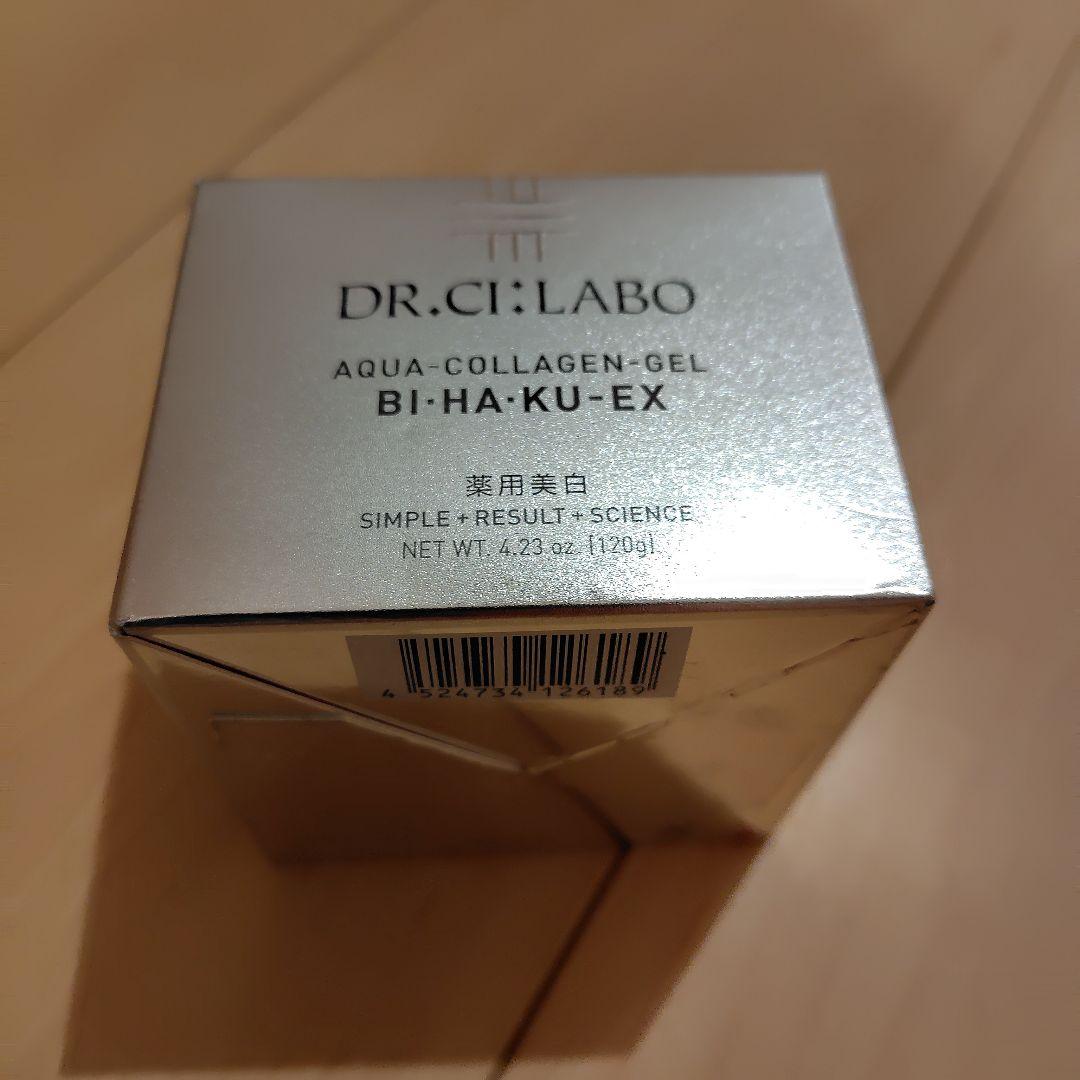 DR.CI:LABO
AQUA-COLLAGEN-GEL
BI·HA·KU-EX
薬用美白
SIMPLE+RESULT+SCIENCE
NET WT. 4.23 oz. [120g]
4 524734 126189